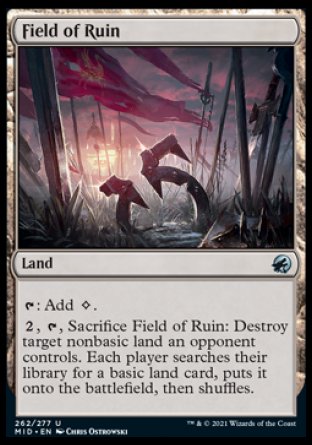 Field of Ruin
Land
: Add .
2, , Sacrifice Field of Ruin: Destroy
target nonbasic land an opponent
controls. Each player searches their
library for a basic land card, puts it
onto the battlefield, then shuffles.
262/277 U
MID • EN CHRIS OSTROWSKI
™ & © 2021 Wizards of the Coast